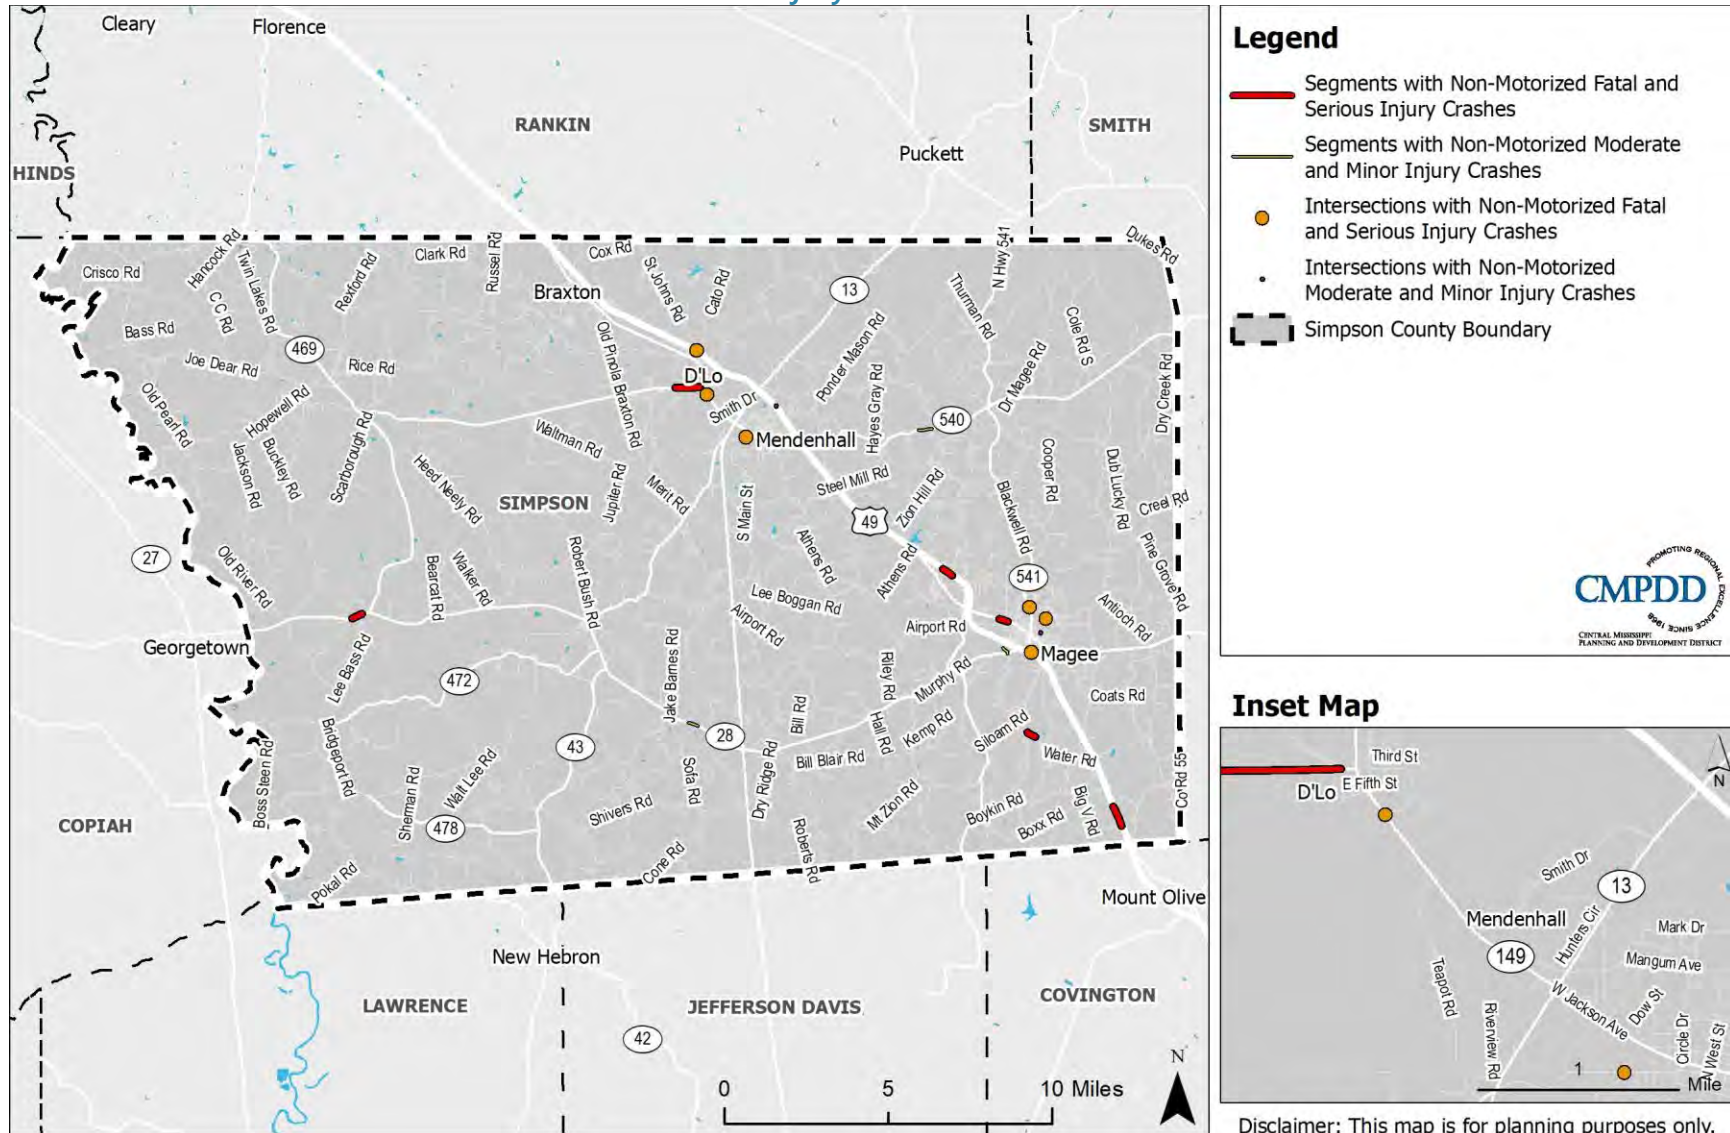 Cleary
Florence
RANKIN
SMITH
Puckett
HINDS
Dukes Rd
Crisco Rd
Hancock Rd
Twin Lakes Rd
C C Rd
Rexford Rd
Clark Rd
Russel Rd
Cox Rd
St Johns Rd
Cato Rd
13
N Hwy 541
Thurman Rd
Cole Rd S
Braxton
Bass Rd
Joe Dear Rd
469
Rice Rd
Old Pinola Braxton Rd
D'Lo
Smith Dr
Ponder Mason Rd
Hayes Gray Rd
Dr Magee Rd
Dry Creek Rd
Old Pearl Rd
Hopewell Rd
Buckley Rd
Jackson Rd
Scarborough Rd
Heed Neely Rd
Waltman Rd
Jupiter Rd
Merit Rd
Mendenhall
540
Steel Mill Rd
Zion Hill Rd
Cooper Rd
Dub Lucky Rd
Creel Rd
SIMPSON
S Main St
49
Blackwell Rd
27
Old River Rd
Bearcat Rd
Walker Rd
Robert Bush Rd
Athens Rd
Athens Rd
541
Pine Grove Rd
Lee Boggan Rd
Airport Rd
Airport Rd
Antioch Rd
Georgetown
Lee Bass Rd
472
Jake Barnes Rd
Riley Rd
Murphy Rd
Magee
Coats Rd
Bridgeport Rd
Boss Steen Rd
43
28
Bill Rd
Hall Rd
Kemp Rd
Siloam Rd
Water Rd
Bill Blair Rd
Sherman Rd
Walt Lee Rd
Sofa Rd
Dry Ridge Rd
Co Rd 55
COPIAH
478
Shivers Rd
Mt Zion Rd
Boykin Rd
Boxx Rd
Big V Rd
Roberts Rd
Pokal Rd
Cone Rd
Mount Olive
New Hebron
LAWRENCE
JEFFERSON DAVIS
COVINGTON
42
N
0 5 10 Miles
Legend
Segments with Non-Motorized Fatal and
Serious Injury Crashes
Segments with Non-Motorized Moderate
and Minor Injury Crashes
Intersections with Non-Motorized Fatal
and Serious Injury Crashes
Intersections with Non-Motorized
Moderate and Minor Injury Crashes
Simpson County Boundary
PROMOTING REGIONAL EXCELLENCE SINCE 1968
CMPDD
CENTRAL MISSISSIPPI
PLANNING AND DEVELOPMENT DISTRICT
Inset Map
Third St
E Fifth St
D'Lo
N
Smith Dr
13
Mendenhall
Hunters Cir
Mark Dr
149
Mangum Ave
Teapot Rd
W Jackson Ave
Dow St
Riverview Rd
Circle Dr
N West St
1
Mile
Disclaimer: This map is for planning purposes only.